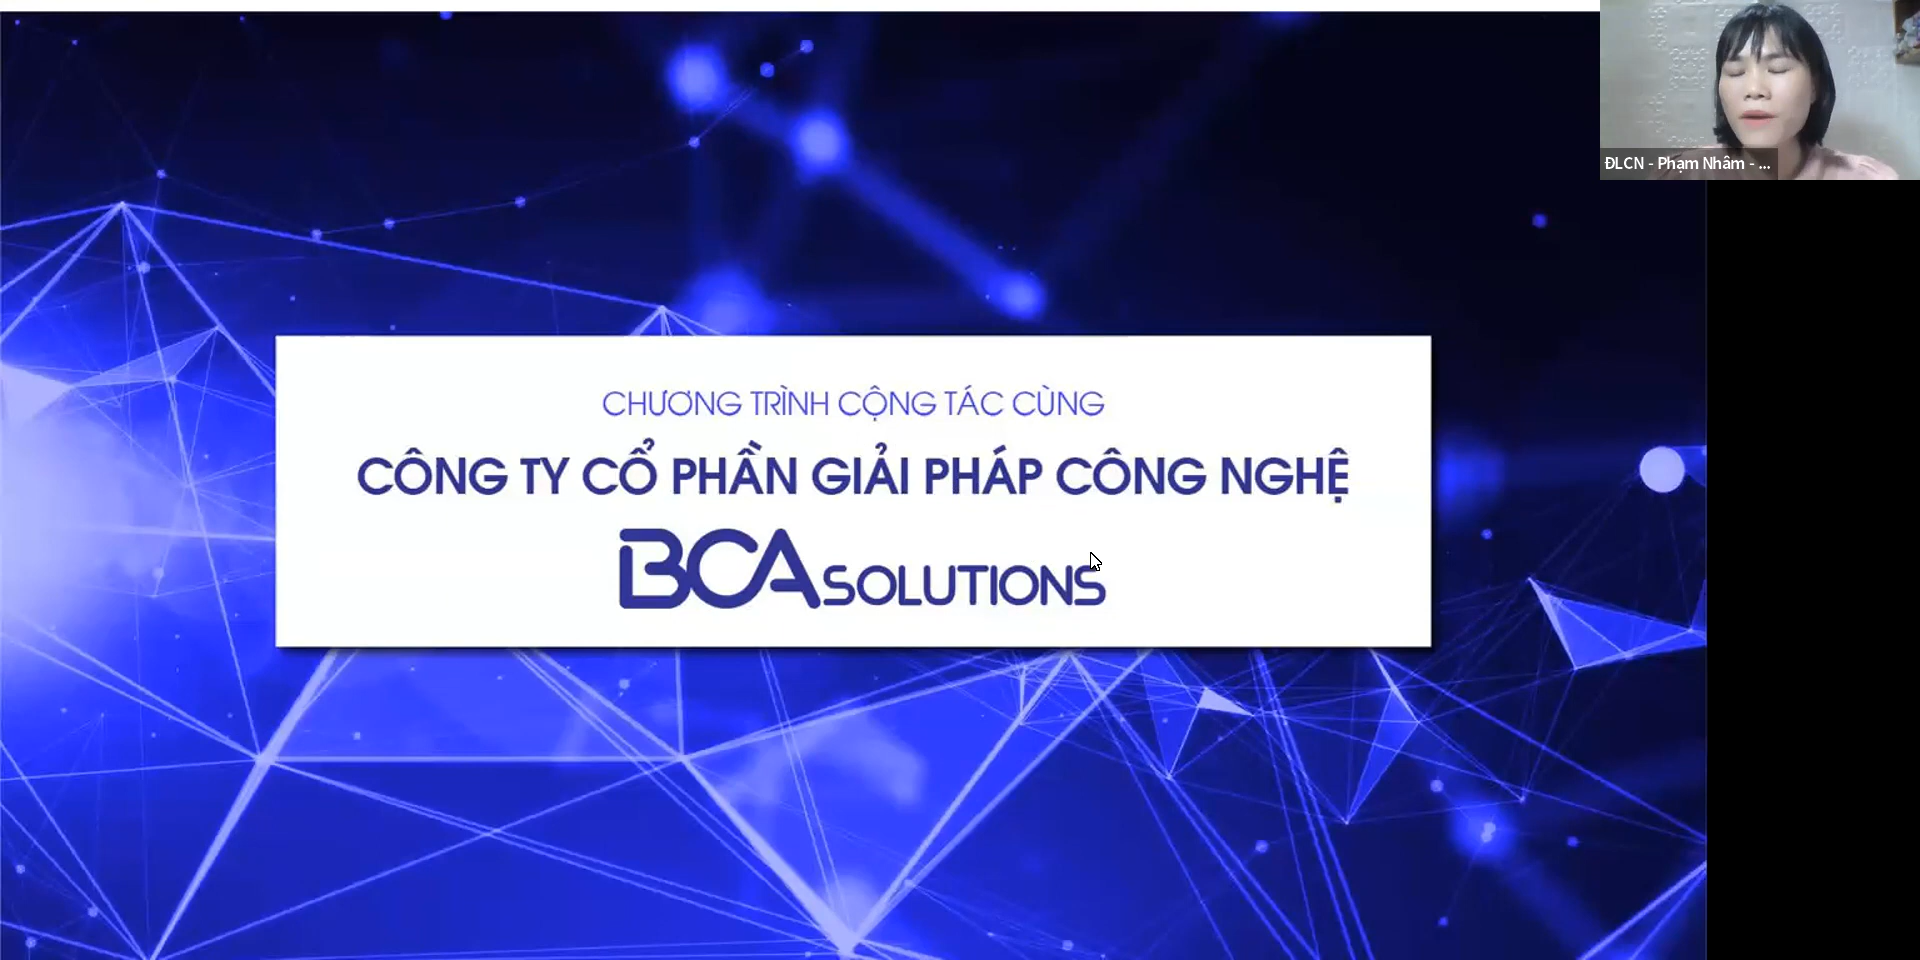 ĐLCN - Phạm Nhâm - ...
CHƯƠNG TRÌNH CỘNG TÁC CÙNG
CÔNG TY CỔ PHẦN GIẢI PHÁP CÔNG NGHỆ
BCA SOLUTIONS